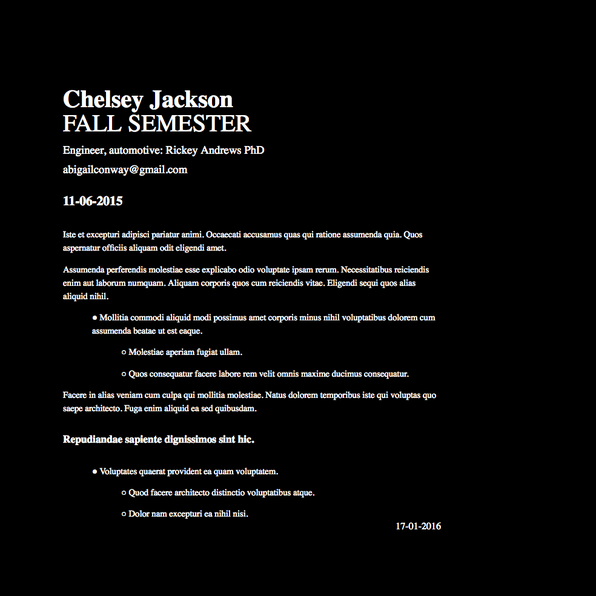 Chelsey Jackson
FALL SEMESTER
Engineer, automotive: Rickey Andrews PhD
abigailconway@gmail.com
11-06-2015
Iste et excepturi adipisci pariatur animi. Occaecati accusamus quas qui ratione assumenda quia. Quos
aspernatur officiis aliquam odit eligendi amet.
Assumenda perferendis molestiae esse explicabo odio voluptate ipsam rerum. Necessitatibus reiciendis
enim aut laborum numquam. Aliquam corporis quos cum reiciendis vitae. Eligendi sequi quos alias
aliquid nihil.
● Mollitia commodi aliquid modi possimus amet corporis minus nihil voluptatibus dolorem cum
assumenda beatae ut est eaque.
○ Molestiae aperiam fugiat ullam.
○ Quos consequatur facere labore rem velit omnis maxime ducimus consequatur.
Facere in alias veniam cum culpa qui mollitia molestiae. Natus dolorem temporibus iste qui voluptas quo
saepe architecto. Fuga enim aliquid ea sed quibusdam.
Repudiandae sapiente dignissimos sint hic.
● Voluptates quaerat provident ea quam voluptatem.
○ Quod facere architecto distinctio voluptatibus atque.
○ Dolor nam excepturi ea nihil nisi.
17-01-2016